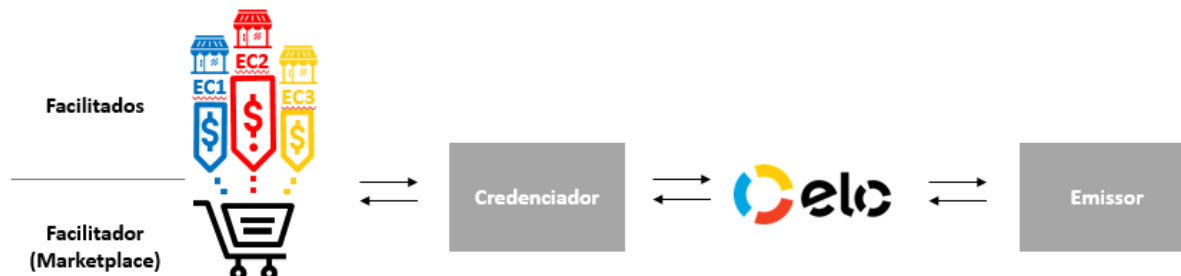 EC2
EC1
EC3
Facilitados
$
$
$
Credenciador
elo
Emissor
Facilitador
(Marketplace)